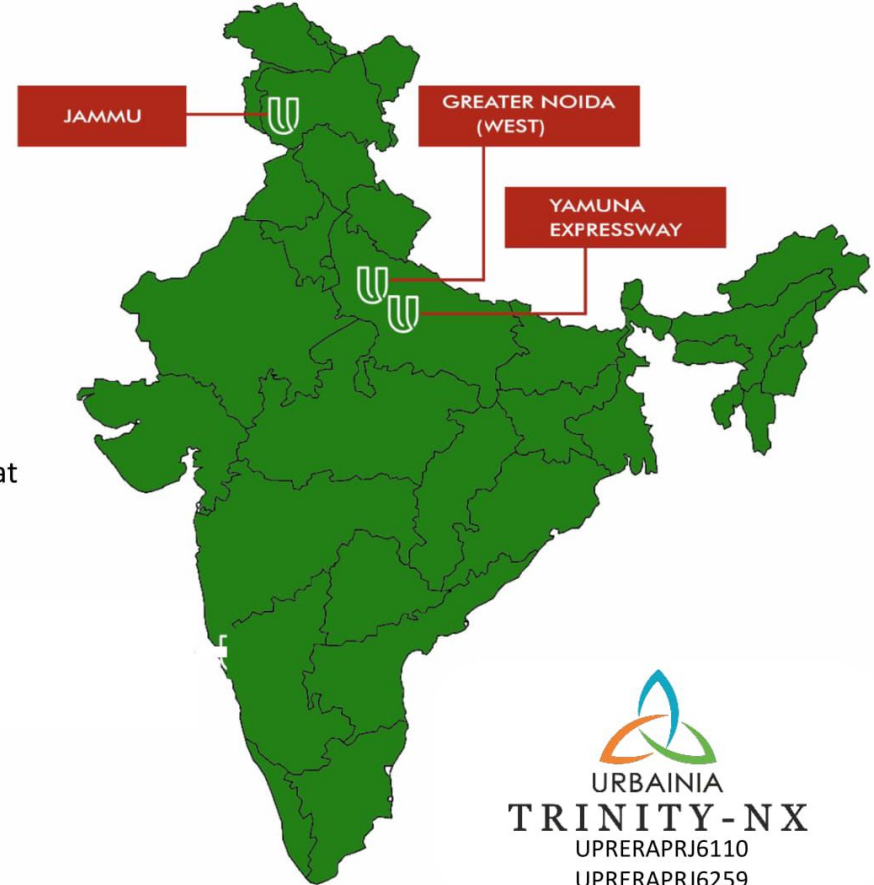 JAMMU
GREATER NOIDA
(WEST)
YAMUNA
EXPRESSWAY
at
URBAINIA
TRINITY-NX
UPRERAPRJ6110
UPRERAPRJ6259